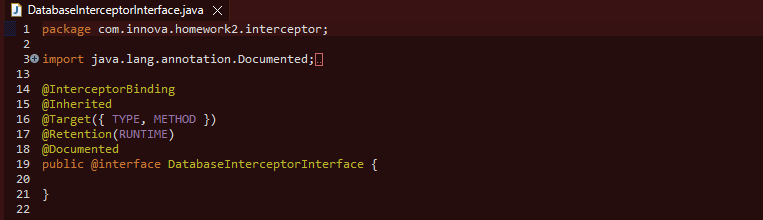 DatabaseInterceptorInterface.java
1 package com.innova.homework2.interceptor;
2
3 import java.lang.annotation.Documented;
13
14 @InterceptorBinding
15 @Inherited
16 @Target({ TYPE, METHOD })
17 @Retention(RUNTIME)
18 @Documented
19 public @interface DatabaseInterceptorInterface {
20
21 }
22